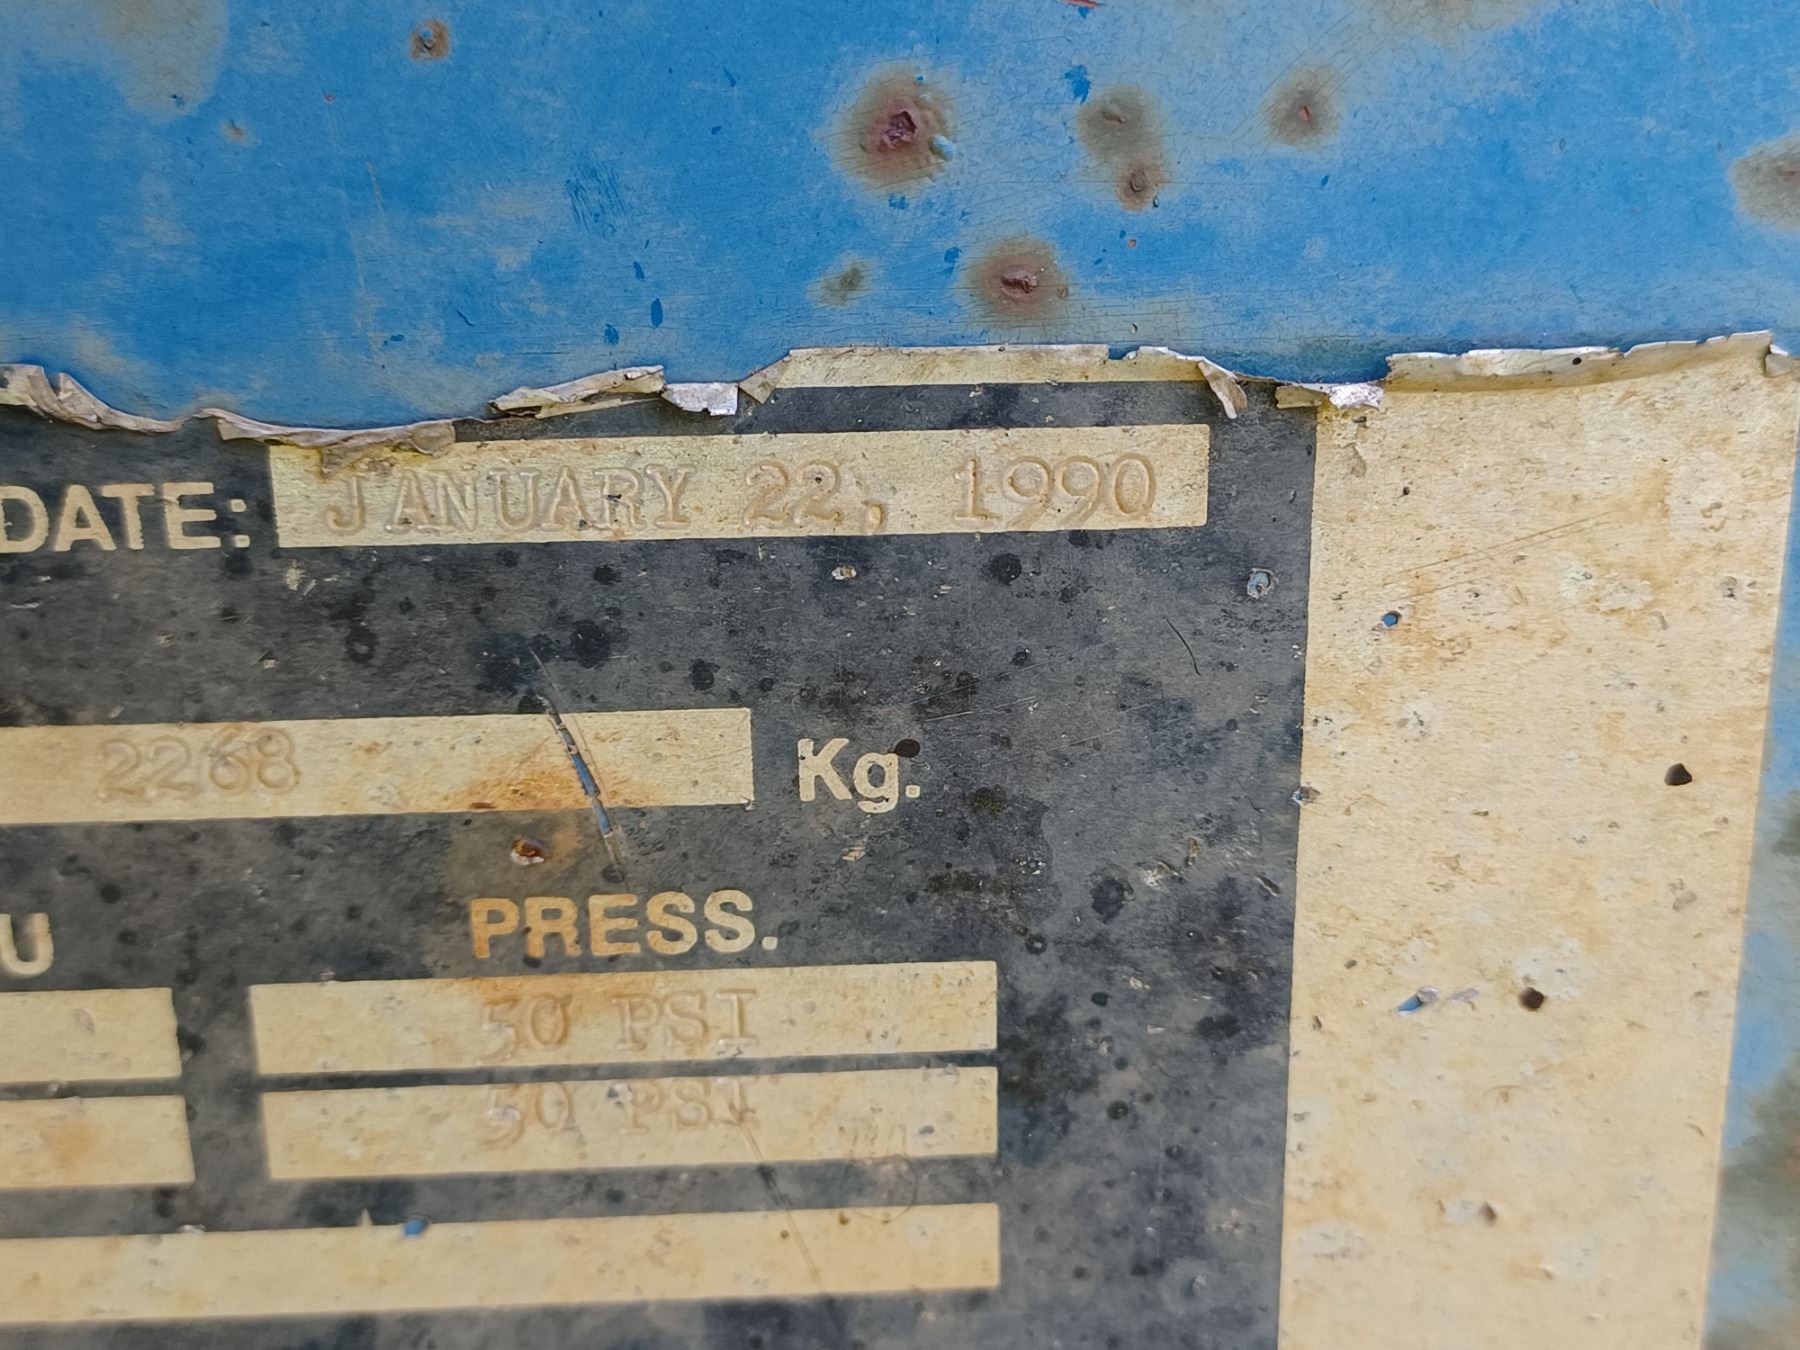 DATE: JANUARY 22, 1990
2268 Kg.
U PRESS.
50 PSI
50 PSI